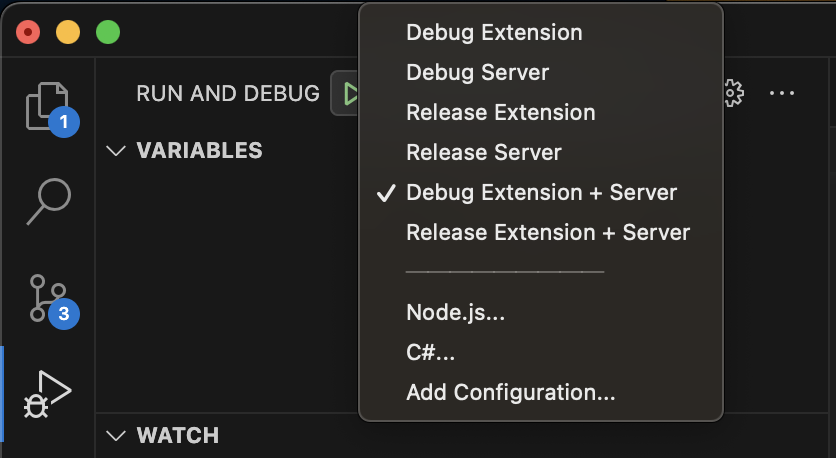 RUN AND DEBUG
1
VARIABLES
3
WATCH
Debug Extension
Debug Server
Release Extension
Release Server
Debug Extension + Server
Release Extension + Server
Node.js...
C#...
Add Configuration...